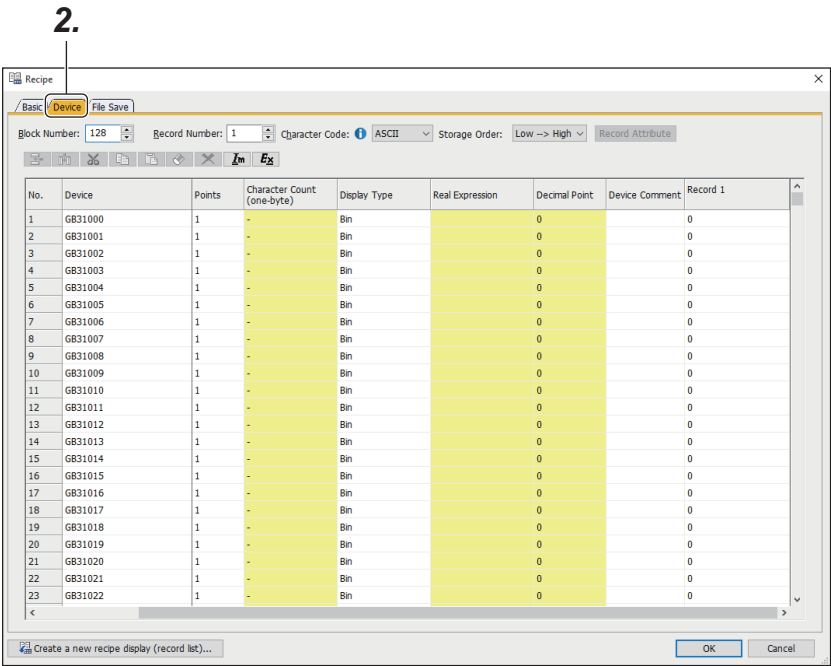 2.
Recipe
Basic Device File Save
Block Number: 128 Record Number: 1 Character Code: ASCII Storage Order: Low --> High Record Attribute
Im Ex
No. Device Points Character Count (one-byte) Display Type Real Expression Decimal Point Device Comment Record 1
1 GB31000 1 - Bin 0 0
2 GB31001 1 - Bin 0 0
3 GB31002 1 - Bin 0 0
4 GB31003 1 - Bin 0 0
5 GB31004 1 - Bin 0 0
6 GB31005 1 - Bin 0 0
7 GB31006 1 - Bin 0 0
8 GB31007 1 - Bin 0 0
9 GB31008 1 - Bin 0 0
10 GB31009 1 - Bin 0 0
11 GB31010 1 - Bin 0 0
12 GB31011 1 - Bin 0 0
13 GB31012 1 - Bin 0 0
14 GB31013 1 - Bin 0 0
15 GB31014 1 - Bin 0 0
16 GB31015 1 - Bin 0 0
17 GB31016 1 - Bin 0 0
18 GB31017 1 - Bin 0 0
19 GB31018 1 - Bin 0 0
20 GB31019 1 - Bin 0 0
21 GB31020 1 - Bin 0 0
22 GB31021 1 - Bin 0 0
23 GB31022 1 - Bin 0 0
Create a new recipe display (record list)... OK Cancel